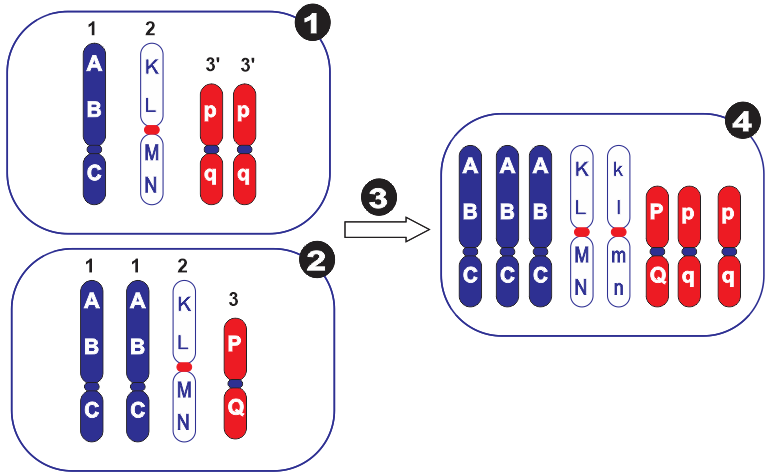 1
1 2
3' 3'
A K
B L p p
C M q q
N
2
1 1 2
3
A A K
B B L P
C C M Q
N
3
4
A A A K k
B B B L l P p p
C C C M m Q q q
N n